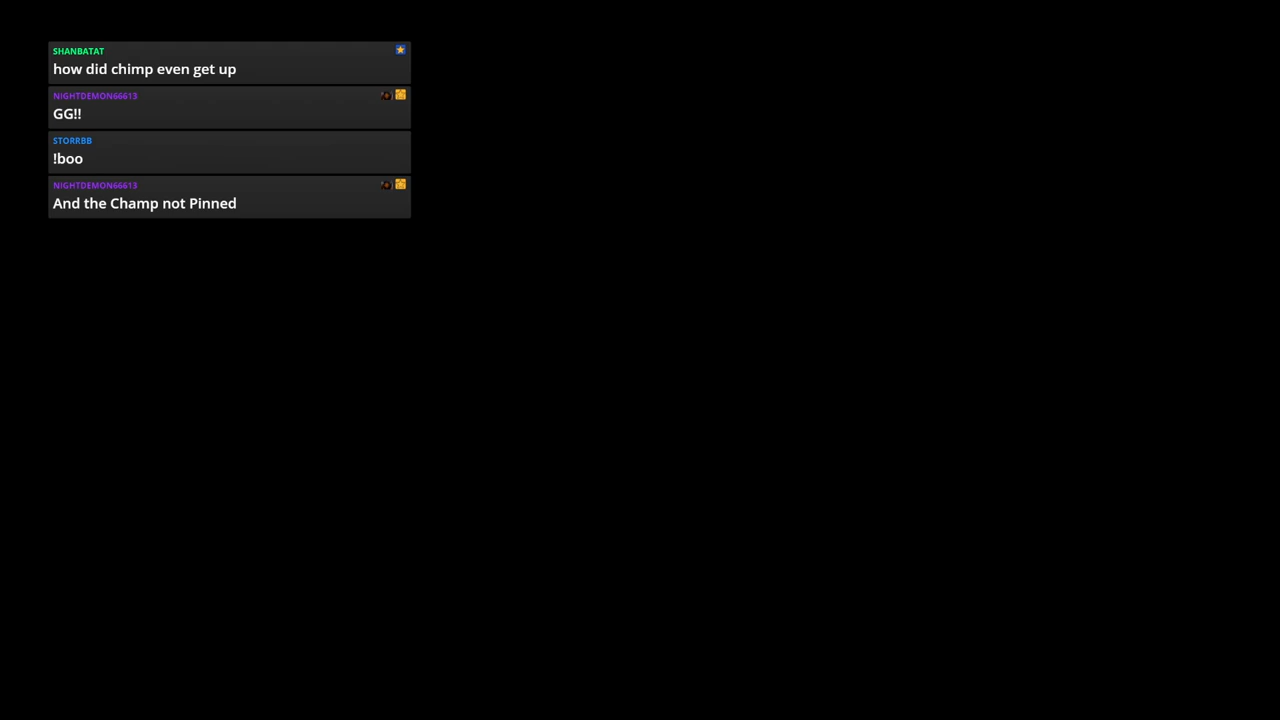 SHANBATAT
how did chimp even get up
NIGHTDEMON66613
GG!!
STORRBB
!boo
NIGHTDEMON66613
And the Champ not Pinned